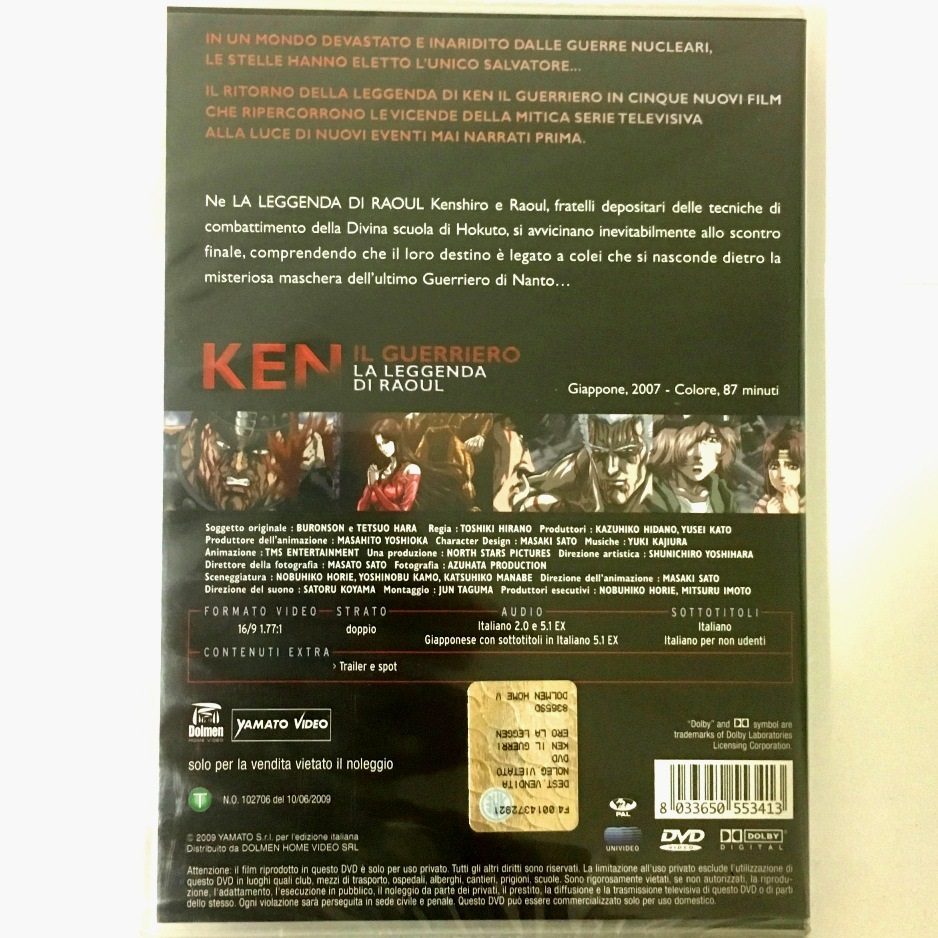 IN UN MONDO DEVASTATO E INARIDITO DALLE GUERRE NUCLEARI,
LE STELLE HANNO ELETTO L'UNICO SALVATORE...
IL RITORNO DELLA LEGGENDA DI KEN IL GUERRIERO IN CINQUE NUOVI FILM
CHE RIPERCORRONO LE VICENDE DELLA MITICA SERIE TELEVISIVA
ALLA LUCE DI NUOVI EVENTI MAI NARRATI PRIMA.
Ne LA LEGGENDA DI RAOUL Kenshiro e Raoul, fratelli depositari delle tecniche di
combattimento della Divina scuola di Hokuto, si avvicinano inevitabilmente allo scontro
finale, comprendendo che il loro destino è legato a colei che si nasconde dietro la
misteriosa maschera dell'ultimo Guerriero di Nanto...
KEN IL GUERRIERO
LA LEGGENDA
DI RAOUL
Giappone, 2007 - Colore, 87 minuti
Soggetto originale : BURONSON e TETSUO HARA Regia : TOSHIKI HIRANO Produttori : KAZUHIKO HIDANO, YUSEI KATO
Produttore dell'animazione : MASAHITO YOSHIOKA Character Design : MASAKI SATO Musiche : YUKI KAJIURA
Animazione : TMS ENTERTAINMENT Una produzione : NORTH STARS PICTURES Direzione artistica : SHUNICHIRO YOSHIHARA
Direttore della fotografia : MASATO SATO Fotografia : AZUHATA PRODUCTION
Sceneggiatura : NOBUHIKO HORIE, YOSHINOBU KAMO, KATSUHIKO MANABE Direzione dell'animazione : MASAKI SATO
Direzione del suono : SATORU KOYAMA Montaggio : JUN TAGUMA Produttori esecutivi : NOBUHIKO HORIE, MITSURU IMOTO
FORMATO VIDEO STRATO AUDIO SOTTOTITOLI
16/9 1.77:1 doppio Italiano 2.0 e 5.1 EX Italiano
Giapponese con sottotitoli in Italiano 5.1 EX Italiano per non udenti
CONTENUTI EXTRA
› Trailer e spot
Dolmen
HOME VIDEO
YAMATO VIDEO
solo per la vendita vietato il noleggio
N.O. 102706 del 10/06/2009
F4 0014372921
DEST.VENDITA
NOLEG VIETATO
DVD
KEN IL GUERRI
ERO LA LEGGEN
8365SD
DOLMEN HOME V
"Dolby" and DD symbol are
trademarks of Dolby Laboratories
Licensing Corporation.
8 033650 553413
PAL
UNIVIDEO
DVD
VIDEO
DOLBY
DIGITAL
© 2009 YAMATO S.r.l. per l'edizione italiana
Distribuito da DOLMEN HOME VIDEO SRL
Attenzione: il film riprodotto in questo DVD è solo per uso privato. Tutti gli altri diritti sono riservati. La limitazione all'uso privato esclude l'utilizzazione di
questo DVD in luoghi quali club, mezzi di trasporto, ospedali, alberghi, cantieri, prigioni, scuole. Sono rigorosamente vietati, se non autorizzati, la riprodu-
zione, l'adattamento, l'esecuzione in pubblico, il noleggio da parte dei privati, il prestito, la diffusione e la trasmissione televisiva di questo DVD o di parti
dello stesso. Ogni violazione sarà perseguita in sede civile e penale. Questo DVD può essere commercializzato solo per uso domestico.